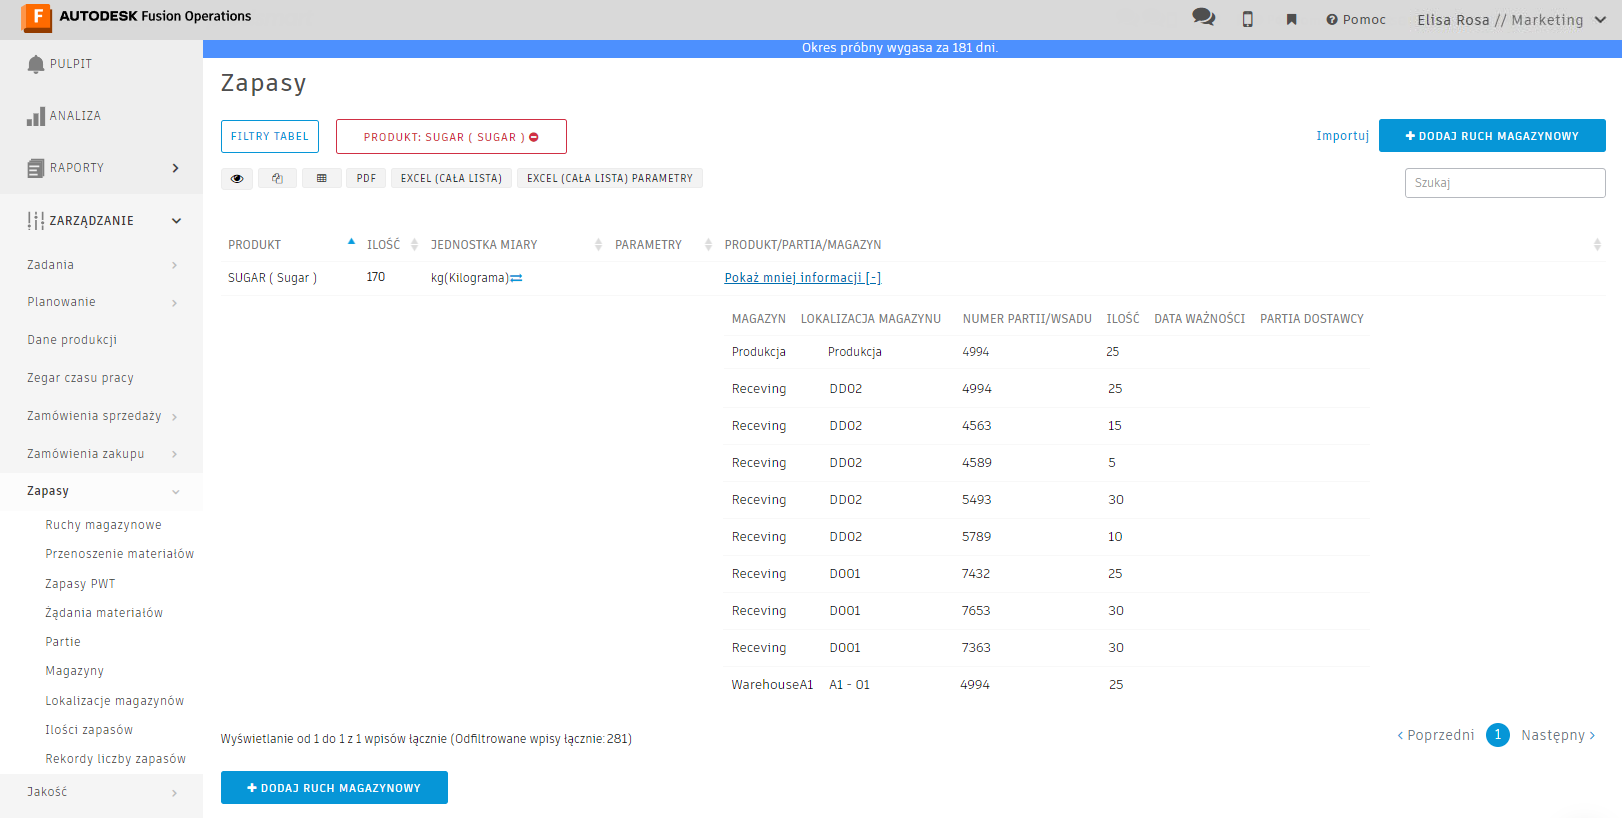 F AUTODESK Fusion Operations
Pomoc
Elisa Rosa // Marketing
Okres próbny wygasa za 181 dni.
PULPIT
ANALIZA
RAPORTY
ZARZĄDZANIE
Zadania
Planowanie
Dane produkcji
Zegar czasu pracy
Zamówienia sprzedaży
Zamówienia zakupu
Zapasy
Ruchy magazynowe
Przenoszenie materiałów
Zapasy PWT
Żądania materiałów
Partie
Magazyny
Lokalizacje magazynów
Ilości zapasów
Rekordy liczby zapasów
Jakość
Zapasy
FILTRY TABEL
PRODUKT: SUGAR ( SUGAR )
Importuj
+ DODAJ RUCH MAGAZYNOWY
PDF
EXCEL (CAŁA LISTA)
EXCEL (CAŁA LISTA) PARAMETRY
Szukaj
PRODUKT ILOŚĆ JEDNOSTKA MIARY PARAMETRY PRODUKT/PARTIA/MAGAZYN
SUGAR ( Sugar ) 170 kg(Kilograma) Pokaż mniej informacji [-]
MAGAZYN LOKALIZACJA MAGAZYNU NUMER PARTII/WSADU ILOŚĆ DATA WAŻNOŚCI PARTIA DOSTAWCY
Produkcja Produkcja 4994 25
Receving DD02 4994 25
Receving DD02 4563 15
Receving DD02 4589 5
Receving DD02 5493 30
Receving DD02 5789 10
Receving D001 7432 25
Receving D001 7653 30
Receving D001 7363 30
WarehouseA1 A1 - 01 4994 25
Wyświetlanie od 1 do 1 z 1 wpisów łącznie (Odfiltrowane wpisy łącznie: 281)
‹ Poprzedni 1 Następny ›
+ DODAJ RUCH MAGAZYNOWY